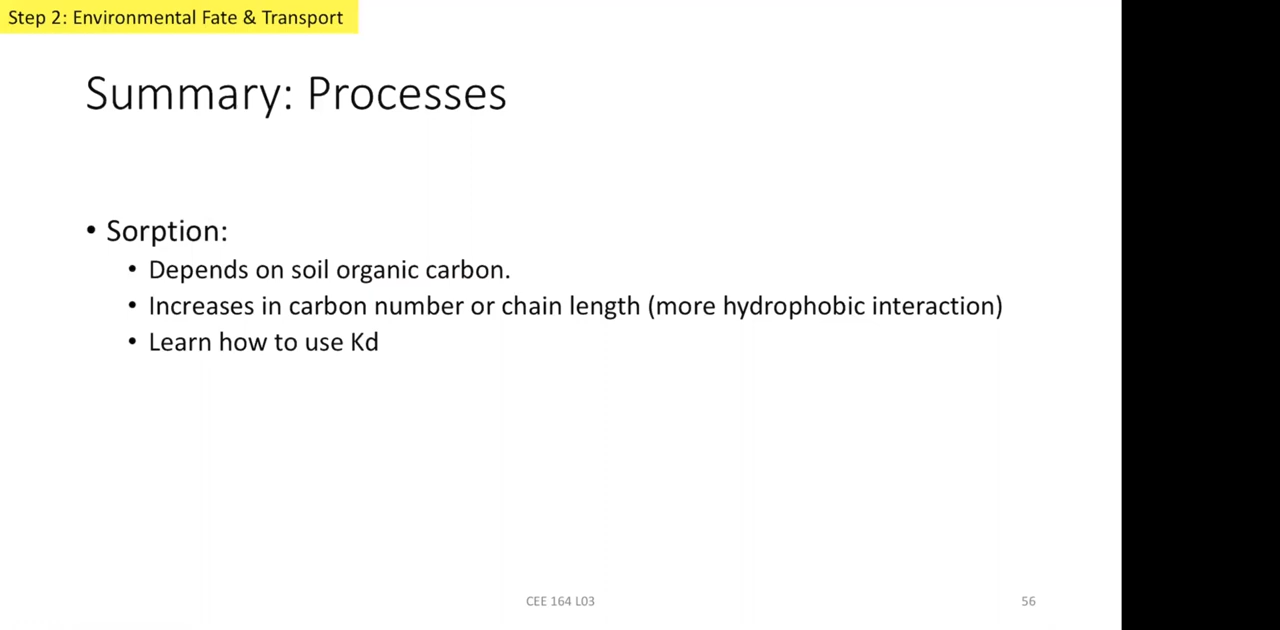 Step 2: Environmental Fate & Transport
Summary: Processes
• Sorption:
• Depends on soil organic carbon.
• Increases in carbon number or chain length (more hydrophobic interaction)
• Learn how to use Kd
CEE 164 L03
56